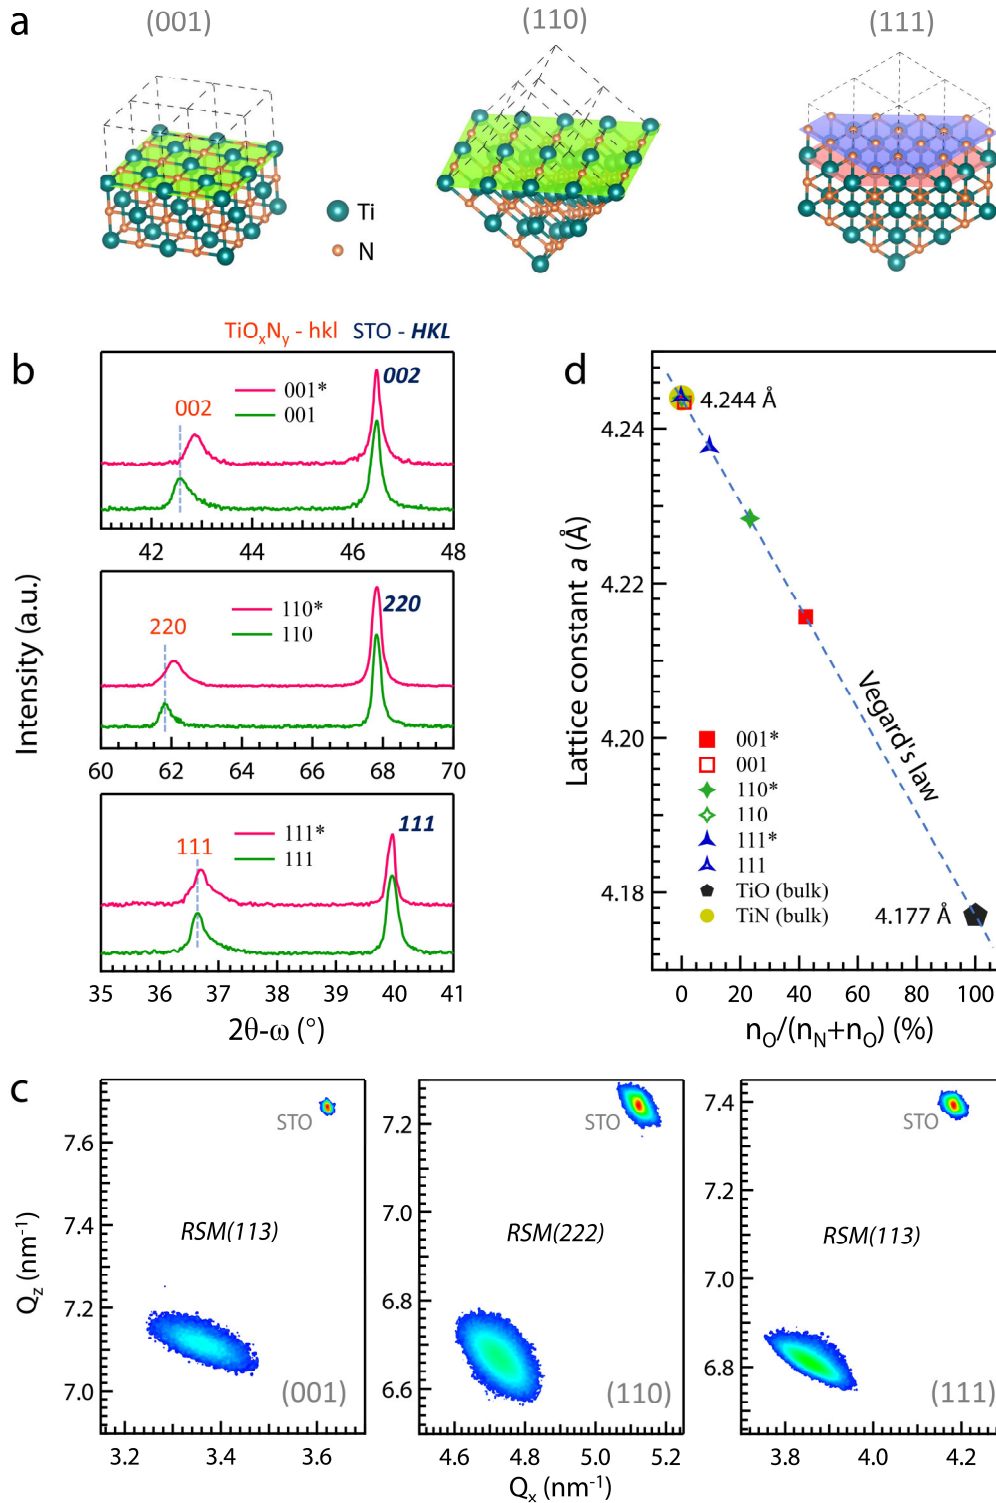 a
(001)
(110)
(111)
Ti
N
TiOxNy - hkl STO - HKL
b
002
001*
001
002
42 44 46 48
220
110*
110
220
60 62 64 66 68 70
111
111*
111
111
35 36 37 38 39 40 41
Intensity (a.u.)
2θ-ω (°)
d
4.244 Å
4.24
4.22
4.20
4.18
Lattice constant a (Å)
Vegard's law
001*
001
110*
110
111*
111
TiO (bulk)
TiN (bulk)
4.177 Å
0 20 40 60 80 100
nO/(nN+nO) (%)
c
Qz (nm-1)
7.6
7.4
7.2
7.0
STO
RSM(113)
(001)
3.2 3.4 3.6
7.2
7.0
6.8
6.6
STO
RSM(222)
(110)
4.6 4.8 5.0 5.2
7.4
7.2
7.0
6.8
STO
RSM(113)
(111)
3.8 4.0 4.2
Qx (nm-1)